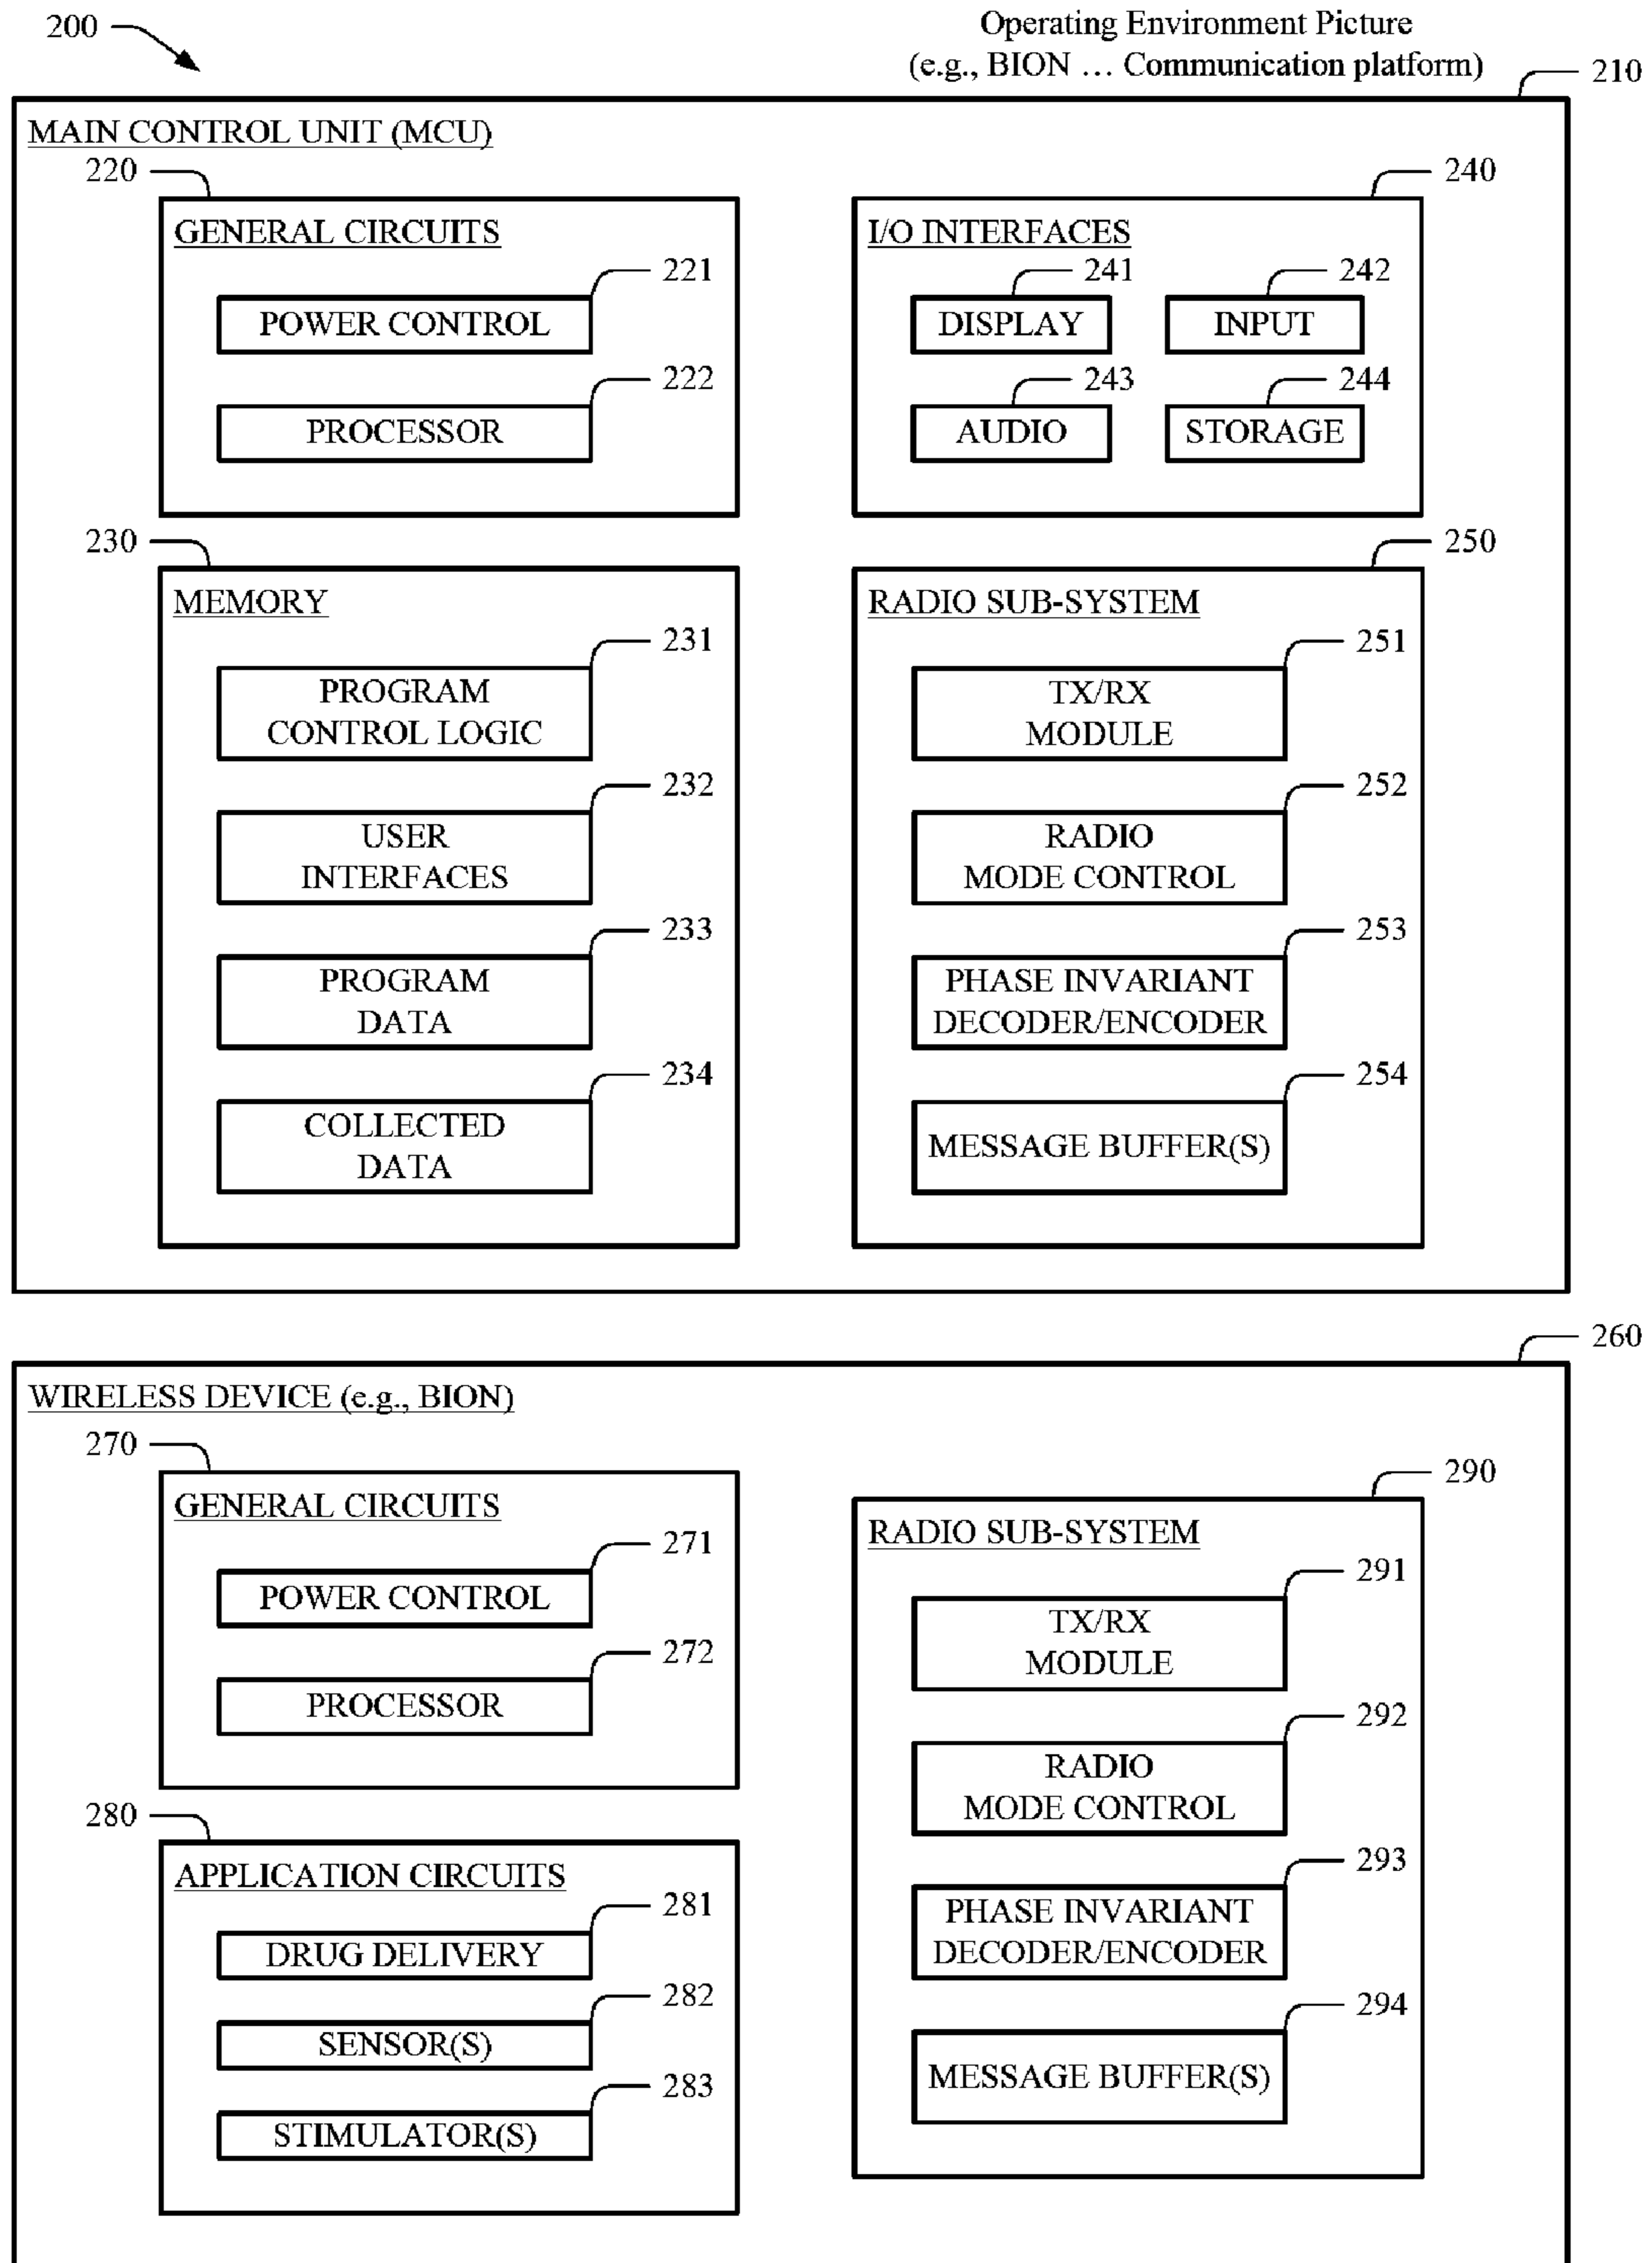 200
Operating Environment Picture
(e.g., BION … Communication platform)
210
MAIN CONTROL UNIT (MCU)
220
GENERAL CIRCUITS
221
POWER CONTROL
222
PROCESSOR
240
I/O INTERFACES
241
DISPLAY
242
INPUT
243
AUDIO
244
STORAGE
230
MEMORY
231
PROGRAM
CONTROL LOGIC
232
USER
INTERFACES
233
PROGRAM
DATA
234
COLLECTED
DATA
250
RADIO SUB-SYSTEM
251
TX/RX
MODULE
252
RADIO
MODE CONTROL
253
PHASE INVARIANT
DECODER/ENCODER
254
MESSAGE BUFFER(S)
260
WIRELESS DEVICE (e.g., BION)
270
GENERAL CIRCUITS
271
POWER CONTROL
272
PROCESSOR
280
APPLICATION CIRCUITS
281
DRUG DELIVERY
282
SENSOR(S)
283
STIMULATOR(S)
290
RADIO SUB-SYSTEM
291
TX/RX
MODULE
292
RADIO
MODE CONTROL
293
PHASE INVARIANT
DECODER/ENCODER
294
MESSAGE BUFFER(S)